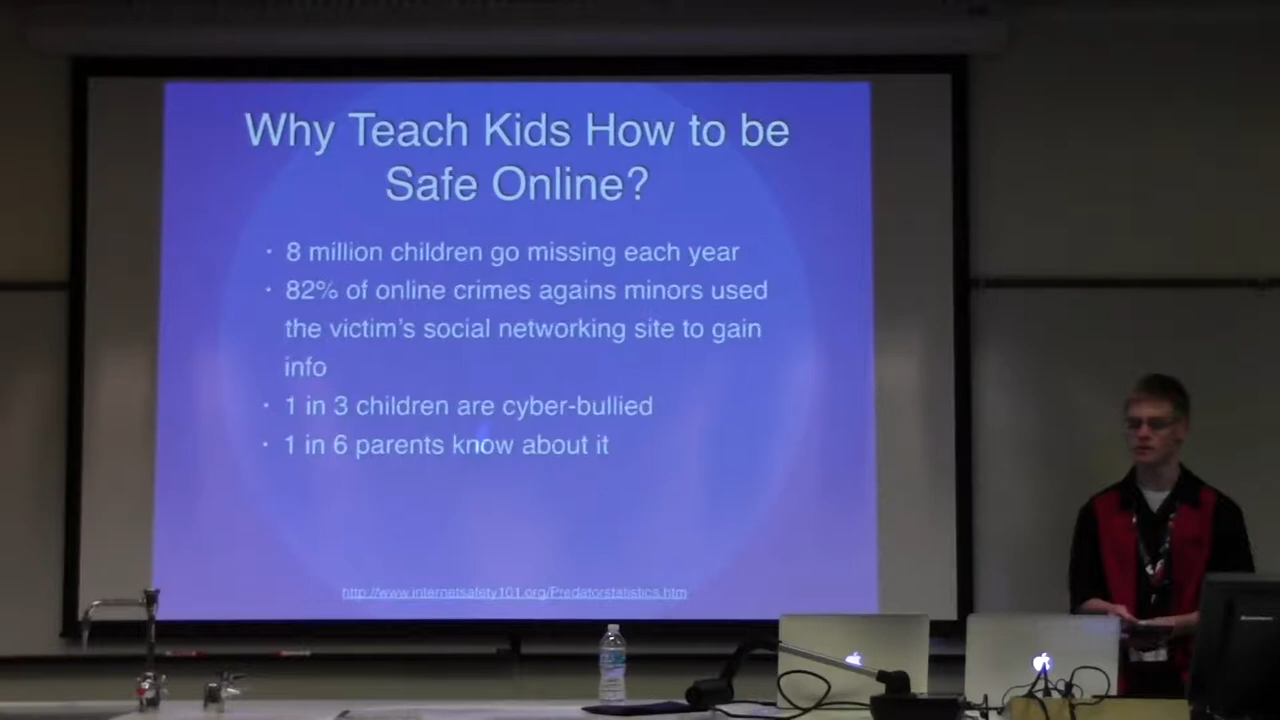 Why Teach Kids How to be
Safe Online?
· 8 million children go missing each year
· 82% of online crimes agains minors used
the victim's social networking site to gain
info
· 1 in 3 children are cyber-bullied
· 1 in 6 parents know about it
http://www.internetsafety101.org/Predatorstatistics.htm